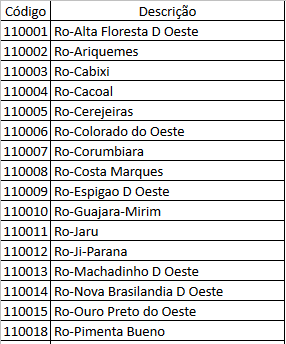 Código Descrição
110001 Ro-Alta Floresta D Oeste
110002 Ro-Ariquemes
110003 Ro-Cabixi
110004 Ro-Cacoal
110005 Ro-Cerejeiras
110006 Ro-Colorado do Oeste
110007 Ro-Corumbiara
110008 Ro-Costa Marques
110009 Ro-Espigao D Oeste
110010 Ro-Guajara-Mirim
110011 Ro-Jaru
110012 Ro-Ji-Parana
110013 Ro-Machadinho D Oeste
110014 Ro-Nova Brasilandia D Oeste
110015 Ro-Ouro Preto do Oeste
110018 Ro-Pimenta Bueno